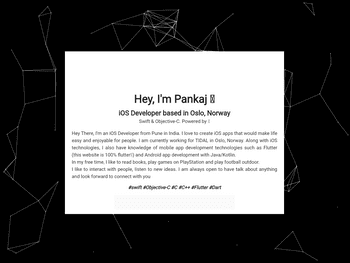 Hey, I'm Pankaj
iOS Developer based in Oslo, Norway
Swift & Objective-C. Powered by
Hey There, I'm an iOS Developer from Pune in India. I love to create iOS apps that would make life
easy and enjoyable for people. I am currently working for TIDAL in Oslo, Norway. Along with iOS
technologies, I also have knowledge of mobile app development technologies such as Flutter
(this website is 100% flutter!) and Android app development with Java/Kotlin.
In my free time, I like to read books, play games on PlayStation and play football outdoor.
I like to interact with people, listen to new ideas. I am always open to have talk about anything
and look forward to connect with you.
#swift #Objective-C #C #C++ #Flutter #Dart